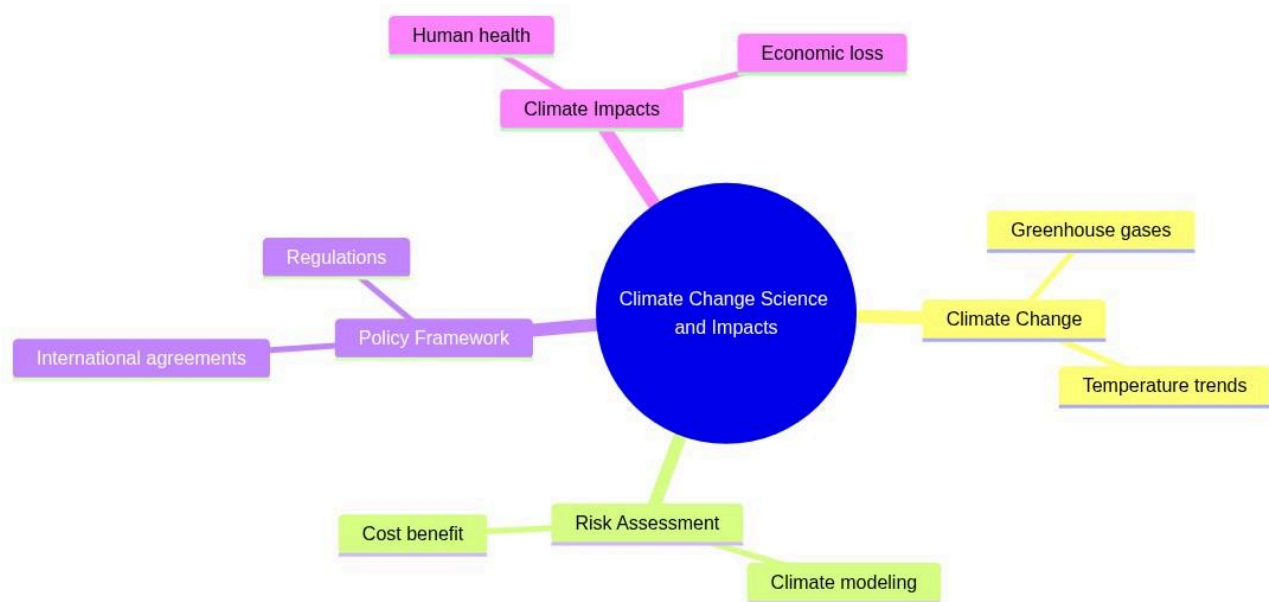 Human health
Economic loss
Climate Impacts
Greenhouse gases
Regulations
Climate Change Science
and Impacts
Climate Change
Policy Framework
International agreements
Temperature trends
Risk Assessment
Cost benefit
Climate modeling